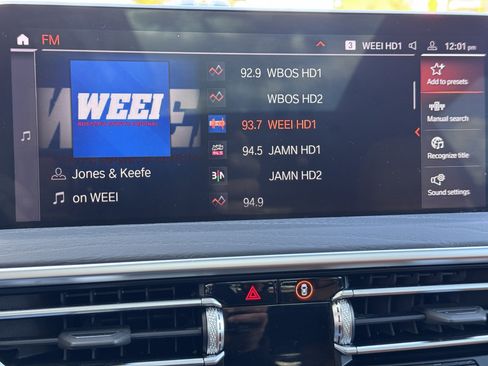 FM
3 WEEI HD1
12:01 pm
WEEI
Jones & Keefe
on WEEI
92.9 WBOS HD1
WBOS HD2
93.7 WEEI HD1
94.5 JAMN HD1
JAMN HD2
94.9
Add to presets
Manual search
Recognize title
Sound settings